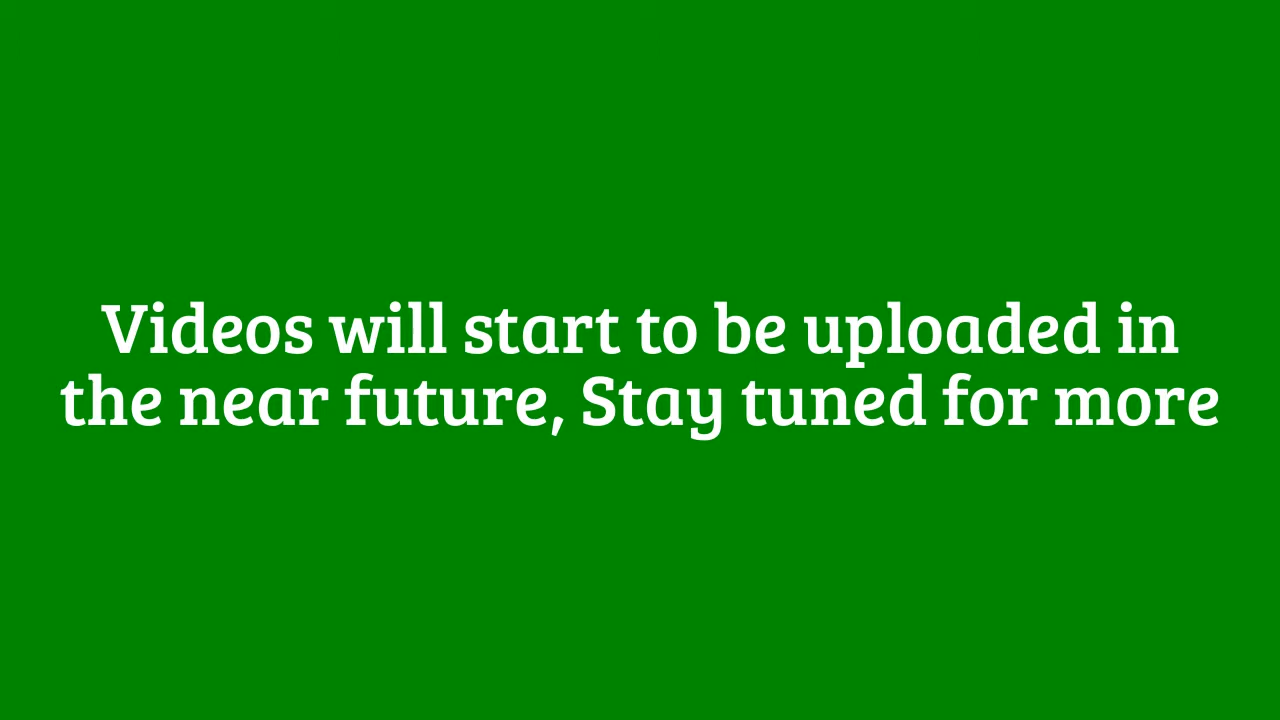 Videos will start to be uploaded in
the near future, Stay tuned for more